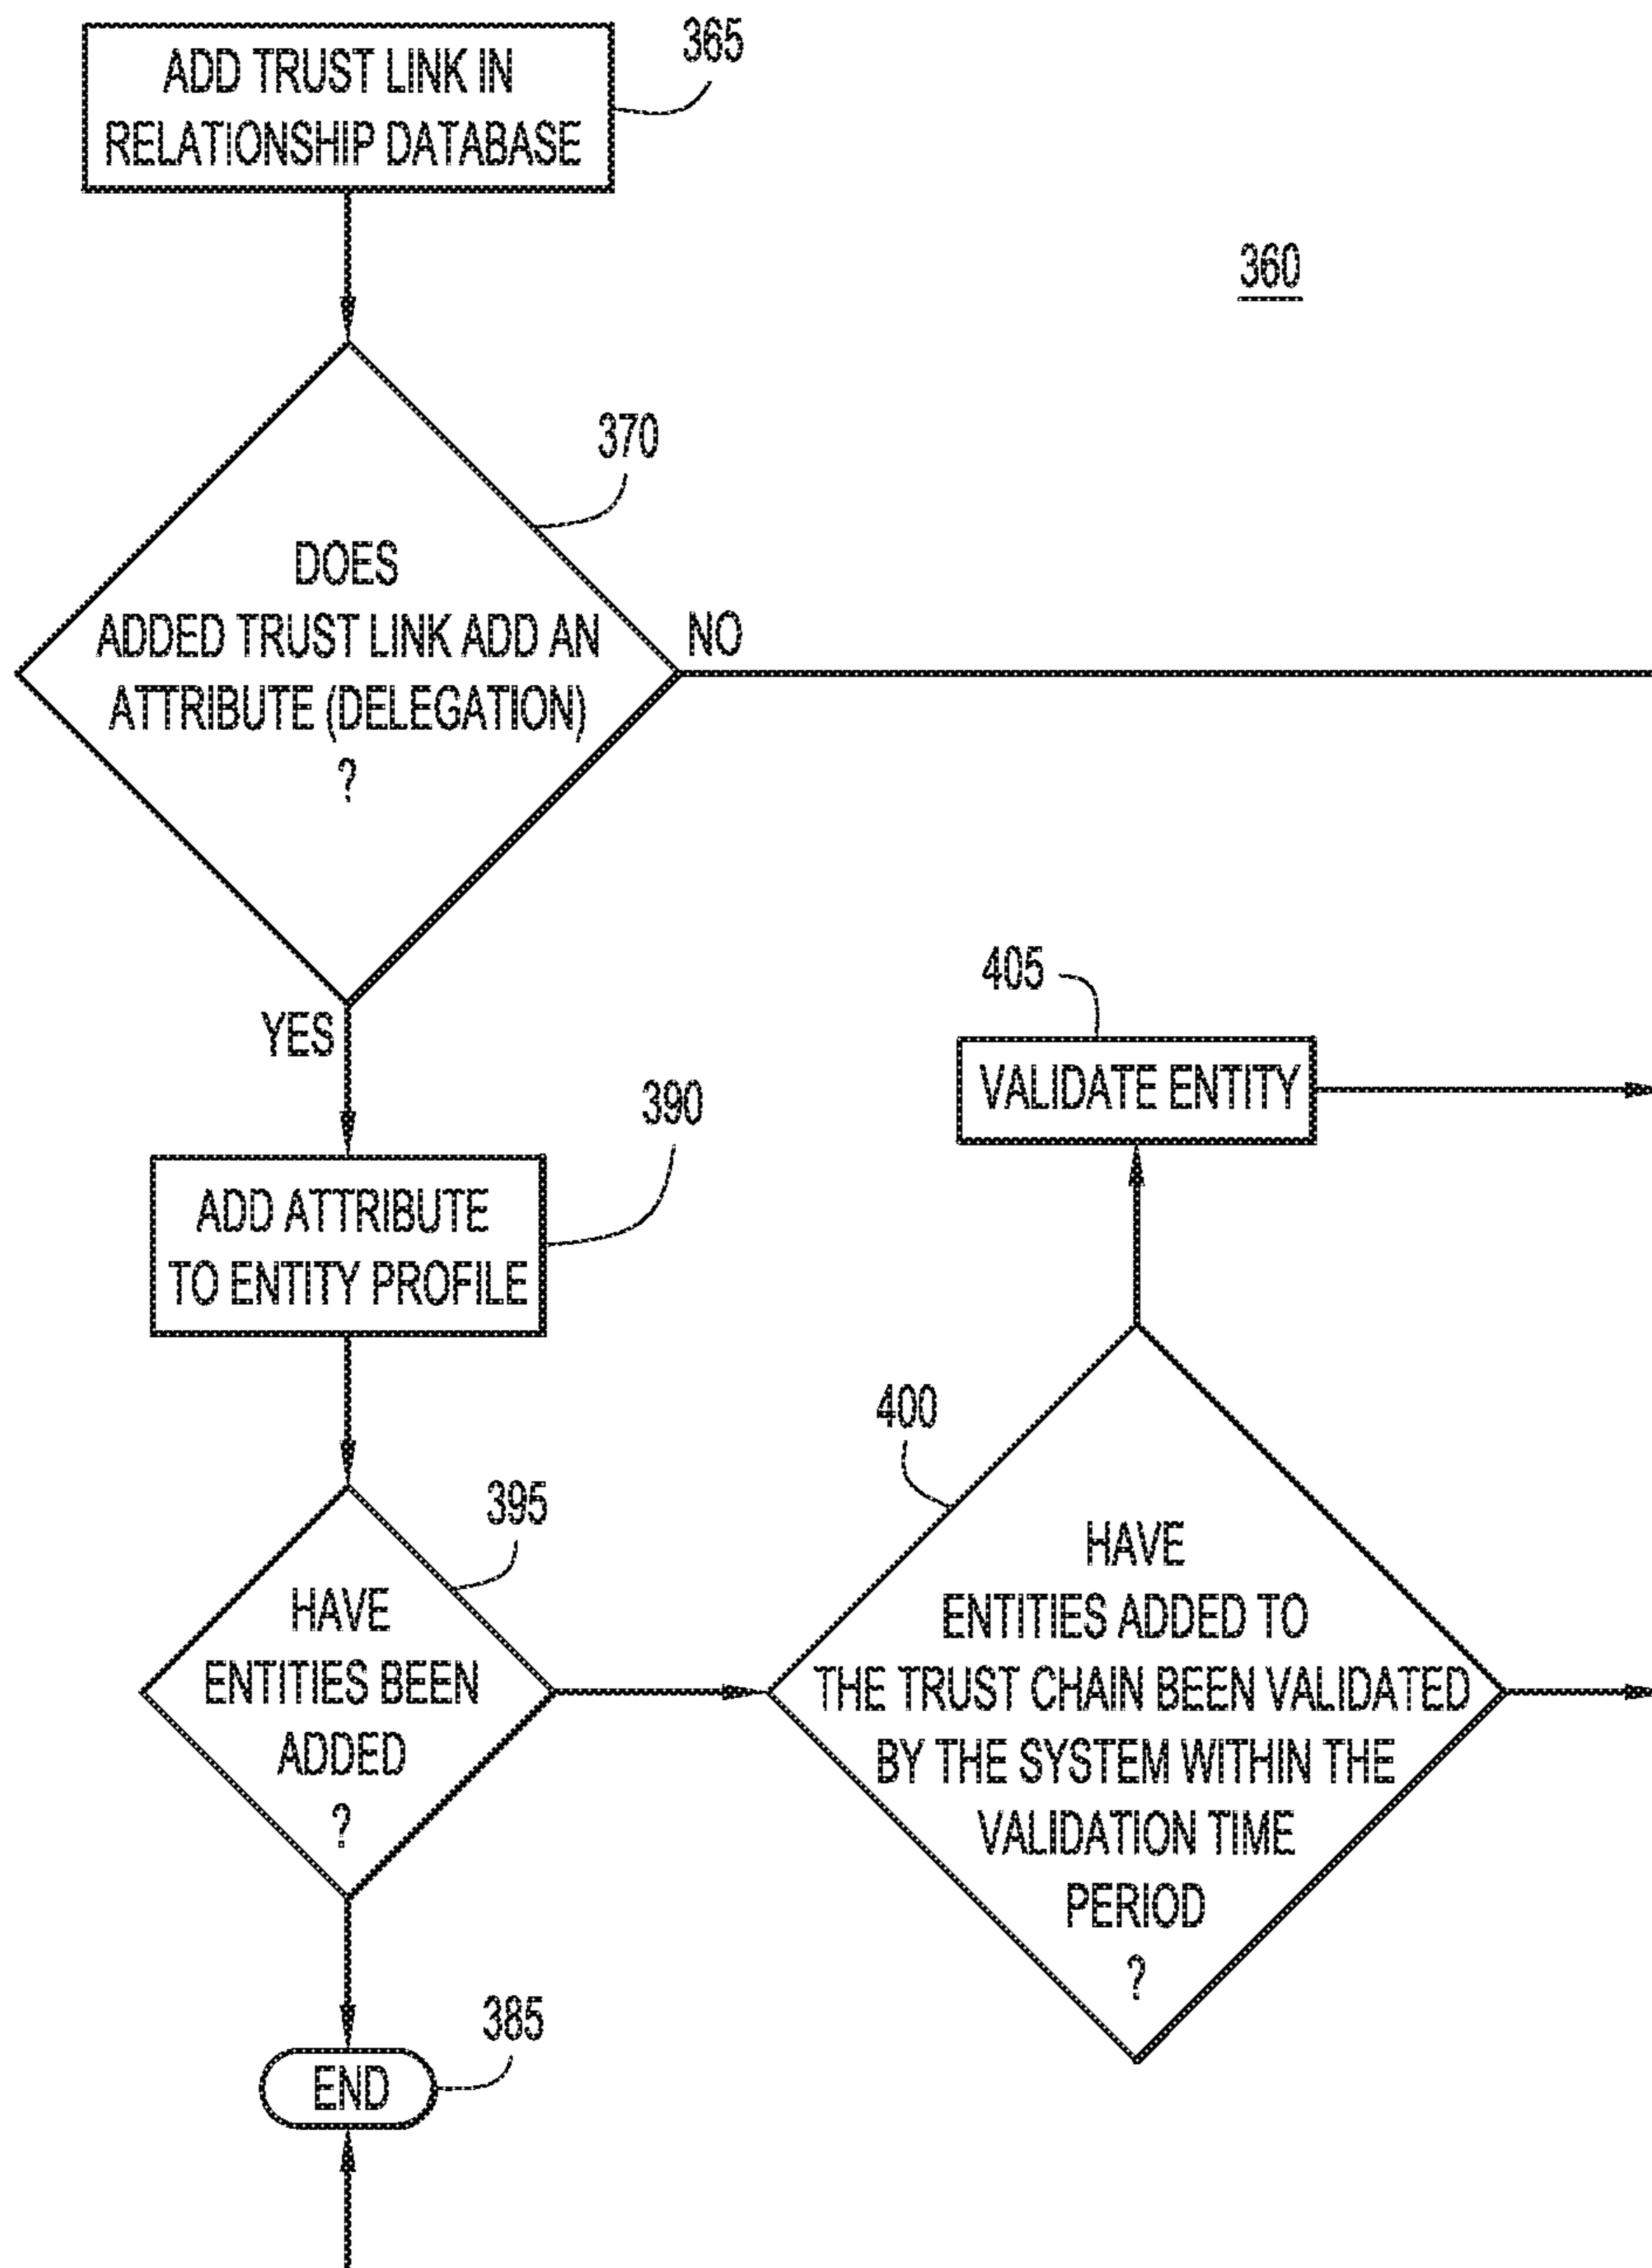 365
ADD TRUST LINK IN
RELATIONSHIP DATABASE
360
370
DOES
ADDED TRUST LINK ADD AN
ATTRIBUTE (DELEGATION)
?
NO
YES
405
VALIDATE ENTITY
390
ADD ATTRIBUTE
TO ENTITY PROFILE
395
HAVE
ENTITIES BEEN
ADDED
?
400
HAVE
ENTITIES ADDED TO
THE TRUST CHAIN BEEN VALIDATED
BY THE SYSTEM WITHIN THE
VALIDATION TIME
PERIOD
?
385
END